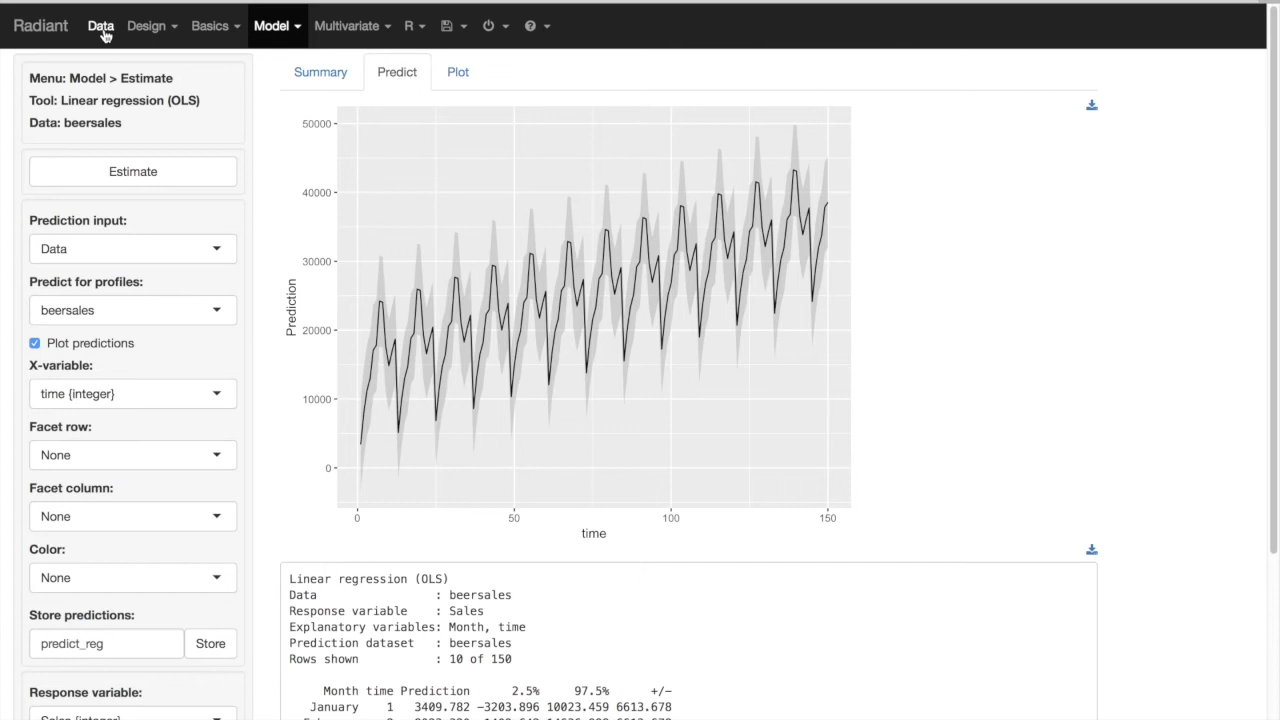 Radiant Data Design Basics Model Multivariate R
Menu: Model > Estimate
Tool: Linear regression (OLS)
Data: beersales
Estimate
Prediction input:
Data
Predict for profiles:
beersales
Plot predictions
X-variable:
time {integer}
Facet row:
None
Facet column:
None
Color:
None
Store predictions:
predict_reg Store
Response variable:
Sales {integer}
Summary Predict Plot
50000
40000
30000
20000
10000
0
Prediction
0 50 100 150
time
Linear regression (OLS)
Data : beersales
Response variable : Sales
Explanatory variables: Month, time
Prediction dataset : beersales
Rows shown : 10 of 150
Month time Prediction 2.5% 97.5% +/-
January 1 3409.782 -3203.896 10023.459 6613.678